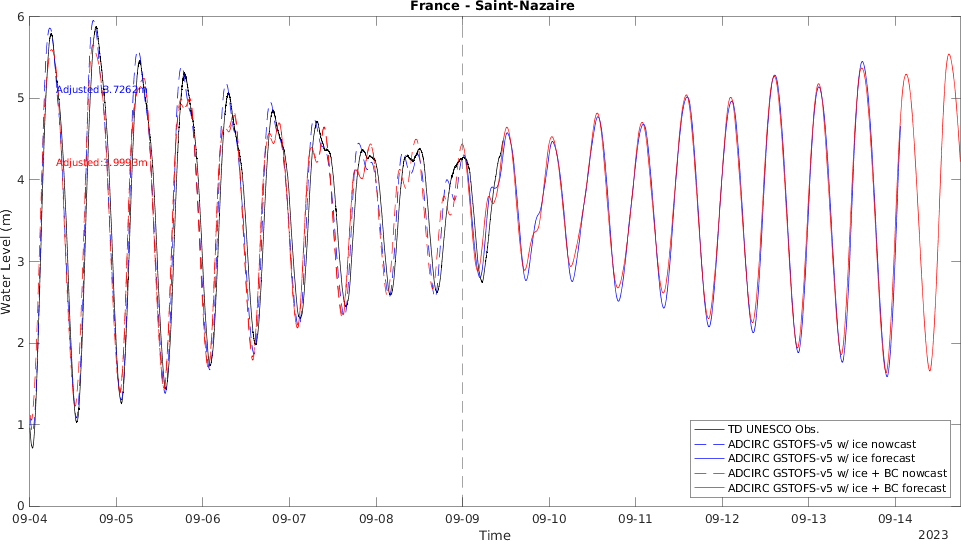 France - Saint-Nazaire
6
5
4
3
2
1
0
Water Level (m)
Adjusted:3.7262m
Adjusted:3.9993m
TD UNESCO Obs.
ADCIRC GSTOFS-v5 w/ ice nowcast
ADCIRC GSTOFS-v5 w/ ice forecast
ADCIRC GSTOFS-v5 w/ ice + BC nowcast
ADCIRC GSTOFS-v5 w/ ice + BC forecast
09-04 09-05 09-06 09-07 09-08 09-09 09-10 09-11 09-12 09-13 09-14
Time
2023